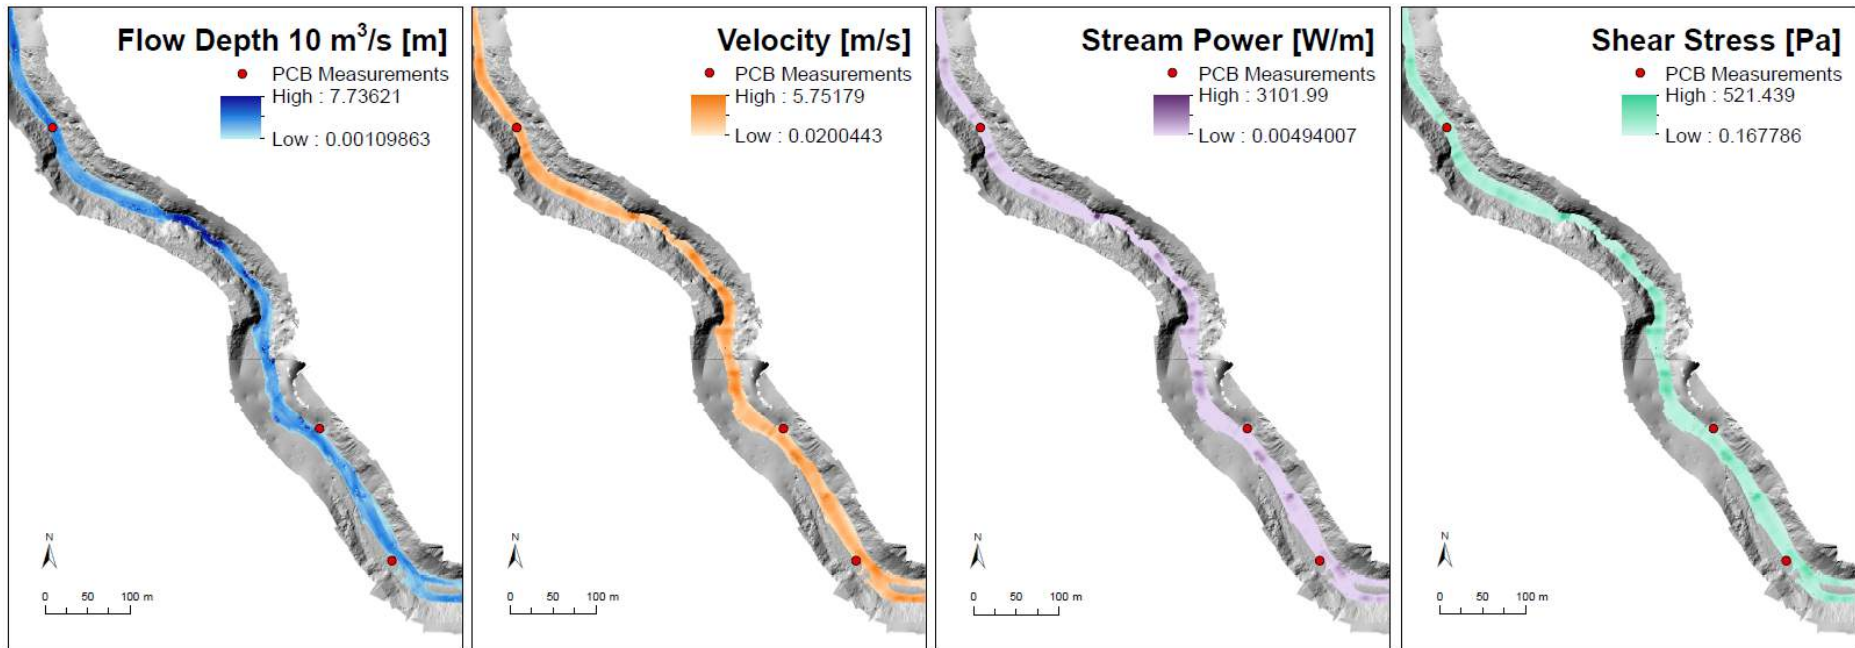 Flow Depth 10 m³/s [m]
PCB Measurements
High : 7.73621
Low : 0.00109863
N
0 50 100 m
Velocity [m/s]
PCB Measurements
High : 5.75179
Low : 0.0200443
N
0 50 100 m
Stream Power [W/m]
PCB Measurements
High : 3101.99
Low : 0.00494007
N
0 50 100 m
Shear Stress [Pa]
PCB Measurements
High : 521.439
Low : 0.167786
N
0 50 100 m